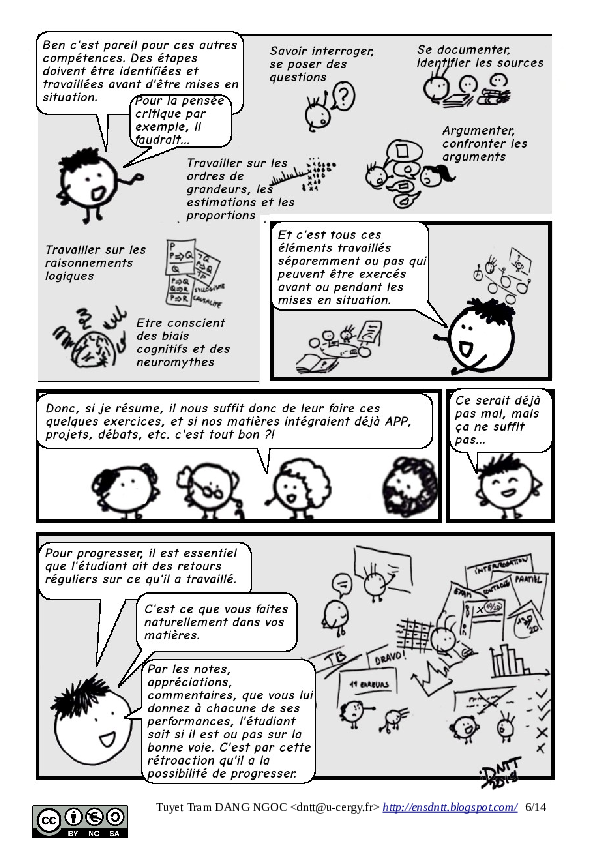 Ben c'est pareil pour ces autres
compétences. Des étapes
doivent être identifiées et
travaillées avant d'être mises en
situation.
Pour la pensée
critique par
exemple, il
faudrait...
Savoir interroger,
se poser des
questions
?
Se documenter,
identifier les sources
Argumenter,
confronter les
arguments
Travailler sur les
ordres de
grandeurs, les
estimations et les
proportions
Travailler sur les
raisonnements
logiques
P
P⇒Q
Q
P⇒Q
Q⇒R
P⇒R
Etre conscient
des biais
cognitifs et des
neuromythes
Et c'est tous ces
éléments travaillés
séparemment ou pas qui
peuvent être exercés
avant ou pendant les
mises en situation.
Donc, si je résume, il nous suffit donc de leur faire ces
quelques exercices, et si nos matières intégraient déjà APP,
projets, débats, etc. c'est tout bon ?!
Ce serait déjà
pas mal, mais
ça ne suffit
pas...
Pour progresser, il est essentiel
que l'étudiant ait des retours
réguliers sur ce qu'il a travaillé.
C'est ce que vous faites
naturellement dans vos
matières.
Par les notes,
appréciations,
commentaires, que vous lui
donnez à chacune de ses
performances, l'étudiant
sait si il est ou pas sur la
bonne voie. C'est par cette
rétroaction qu'il a la
possibilité de progresser.
INTERROGATION
EXAM
CONTROLE
PARTIEL
TB
BRAVO!
11 ERREURS
DNTT
2018
Tuyet Tram DANG NGOC <dntt@u-cergy.fr> http://ensdntt.blogspot.com/ 6/14
cc
BY NC SA